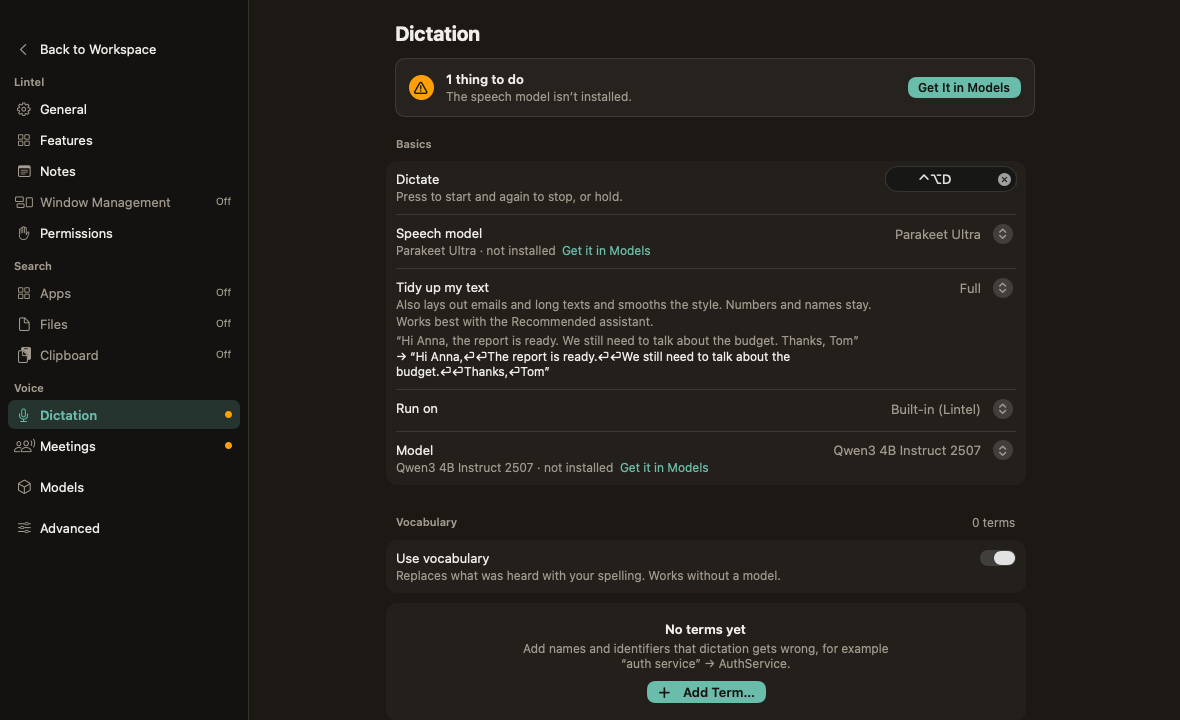 Back to Workspace
Lintel
General
Features
Notes
Window Management Off
Permissions
Search
Apps Off
Files Off
Clipboard Off
Voice
Dictation
Meetings
Models
Advanced
Dictation
1 thing to do
The speech model isn’t installed.
Get It in Models
Basics
Dictate
Press to start and again to stop, or hold.
⌃⌥D
Speech model
Parakeet Ultra · not installed Get it in Models
Parakeet Ultra
Tidy up my text
Full
Also lays out emails and long texts and smooths the style. Numbers and names stay.
Works best with the Recommended assistant.
“Hi Anna, the report is ready. We still need to talk about the budget. Thanks, Tom”
→ “Hi Anna,⏎⏎The report is ready.⏎⏎We still need to talk about the
budget.⏎⏎Thanks,⏎Tom”
Run on
Built-in (Lintel)
Model
Qwen3 4B Instruct 2507 · not installed Get it in Models
Qwen3 4B Instruct 2507
Vocabulary
0 terms
Use vocabulary
Replaces what was heard with your spelling. Works without a model.
No terms yet
Add names and identifiers that dictation gets wrong, for example
“auth service” → AuthService.
+ Add Term...